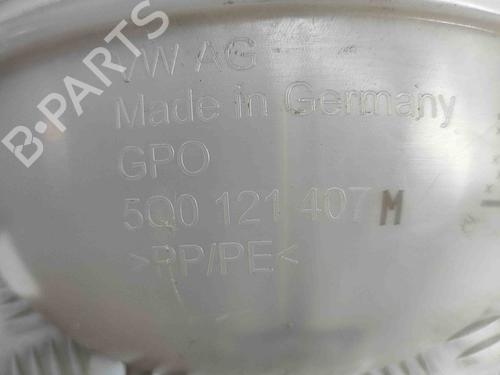 B-PARTS
VW AG
Made in Germany
GPO
5Q0 121 407 M
>PP/PE<